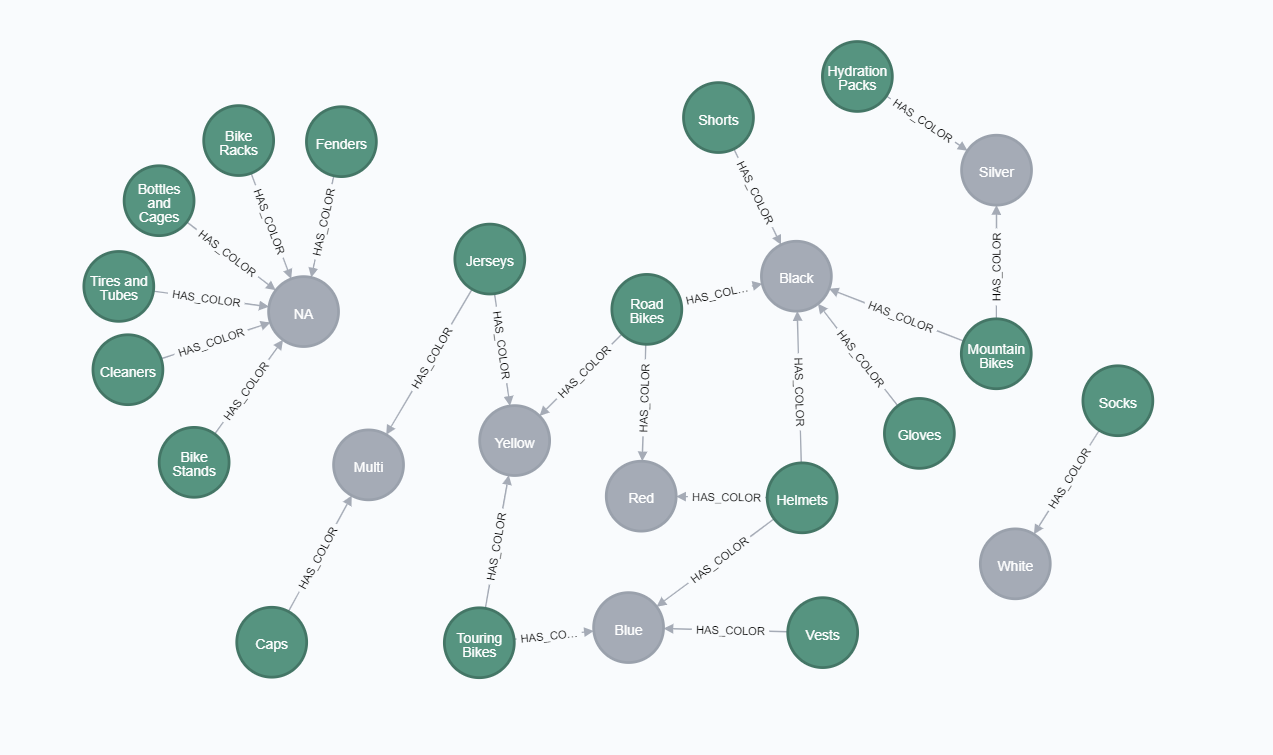 Hydration
Packs
HAS_COLOR
Silver
HAS_COLOR
Shorts
HAS_COLOR
Black
Bike
Racks
HAS_COLOR
Fenders
HAS_COLOR
Bottles
and
Cages
HAS_COLOR
Tires and
Tubes
HAS_COLOR
NA
Cleaners
HAS_COLOR
Bike
Stands
HAS_COLOR
Jerseys
HAS_COLOR
HAS_COLOR
Road
Bikes
HAS_COL...
HAS_COLOR
HAS_COLOR
HAS_COLOR
Mountain
Bikes
HAS_COLOR
Gloves
HAS_COLOR
Socks
HAS_COLOR
White
Multi
Yellow
Red
HAS_COLOR
Helmets
HAS_COLOR
HAS_COLOR
Caps
HAS_COLOR
Touring
Bikes
HAS_CO...
Blue
HAS_COLOR
Vests